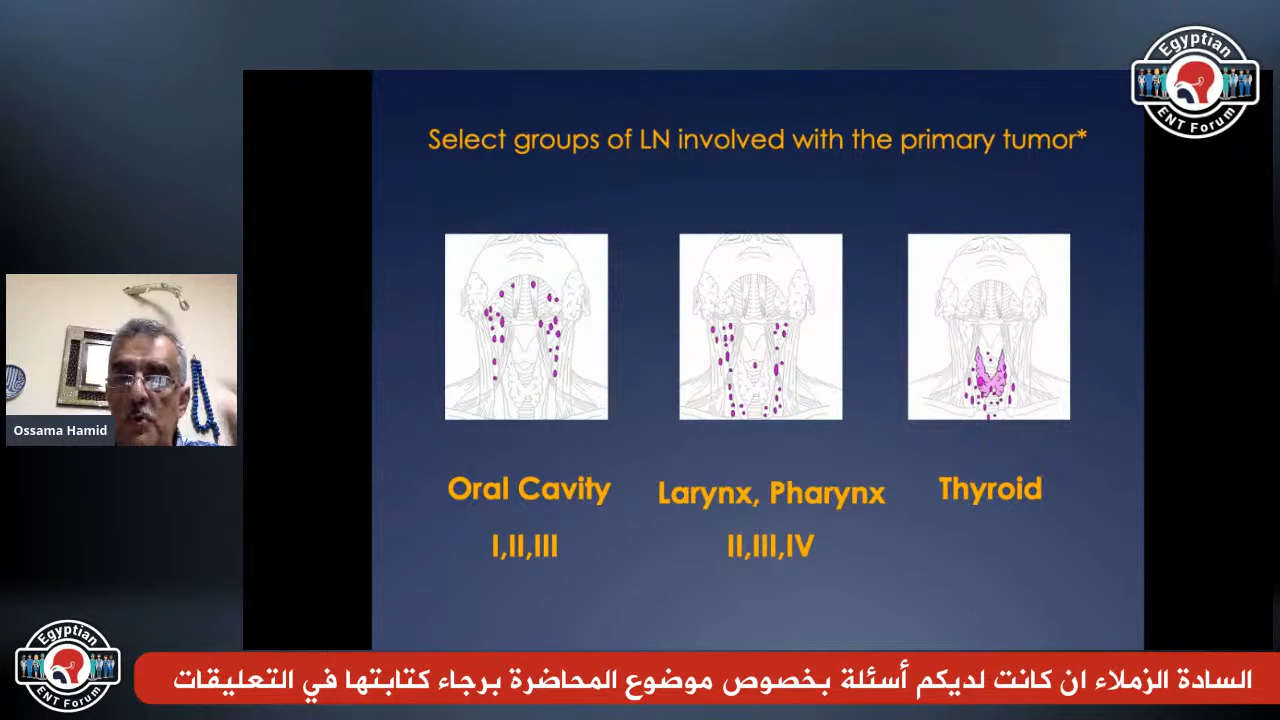 Egyptian
ENT Forum
Select groups of LN involved with the primary tumor*
Oral Cavity
Larynx, Pharynx
Thyroid
I,II,III
II,III,IV
Ossama Hamid
Egyptian
ENT Forum
السادة الزملاء ان كانت لديكم أسئلة بخصوص موضوع المحاضرة برجاء كتابتها في التعليقات